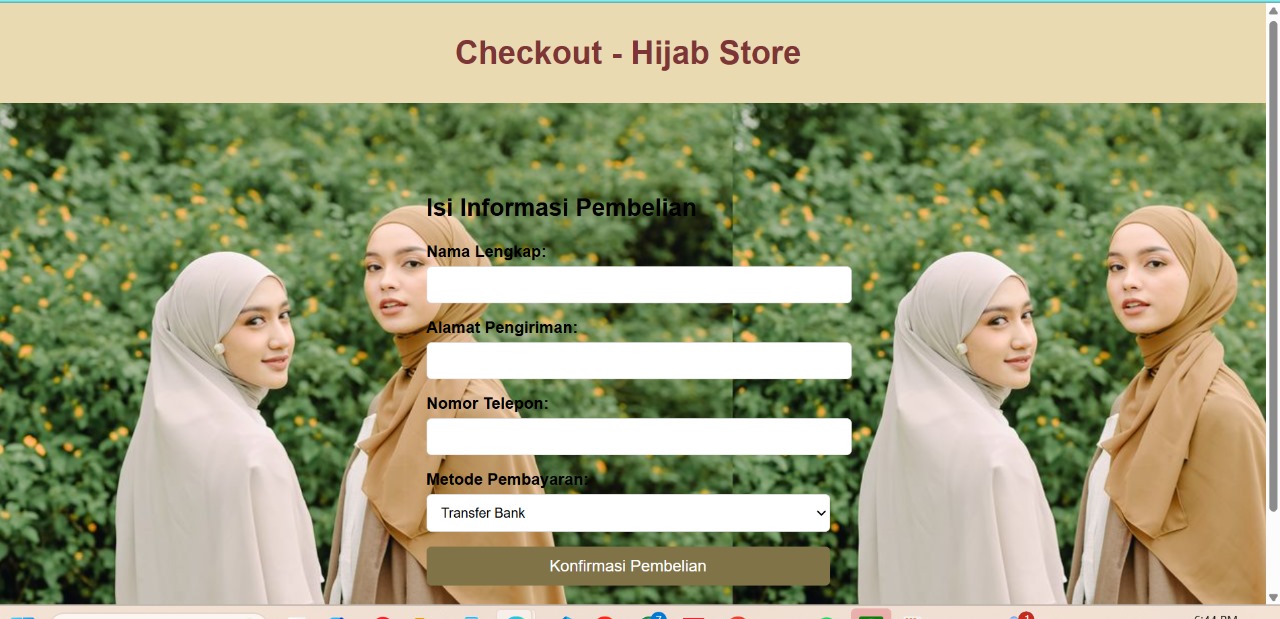 Checkout - Hijab Store
Isi Informasi Pembelian
Nama Lengkap:
Alamat Pengiriman:
Nomor Telepon:
Metode Pembayaran:
Transfer Bank
Konfirmasi Pembelian